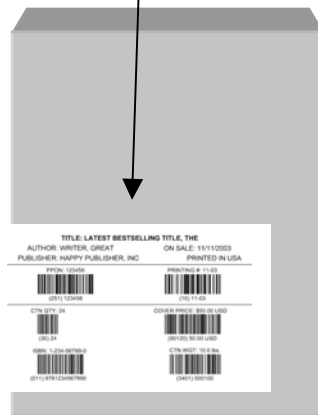 TITLE: LATEST BESTSELLING TITLE, THE
AUTHOR: WRITER, GREAT ON SALE: 11/11/2003
PUBLISHER: HAPPY PUBLISHER, INC PRINTED IN USA
PPON: 123456 PRINTING #: 11-03
(251) 123456 (10) 11-03
CTN QTY: 24 COVER PRICE: $50.00 USD
(30) 24 (90120) 50.00 USD
ISBN: 1-234-56799-0 CTN WGT: 10.0 lbs
(011) 9781234567890 (3401) 000100